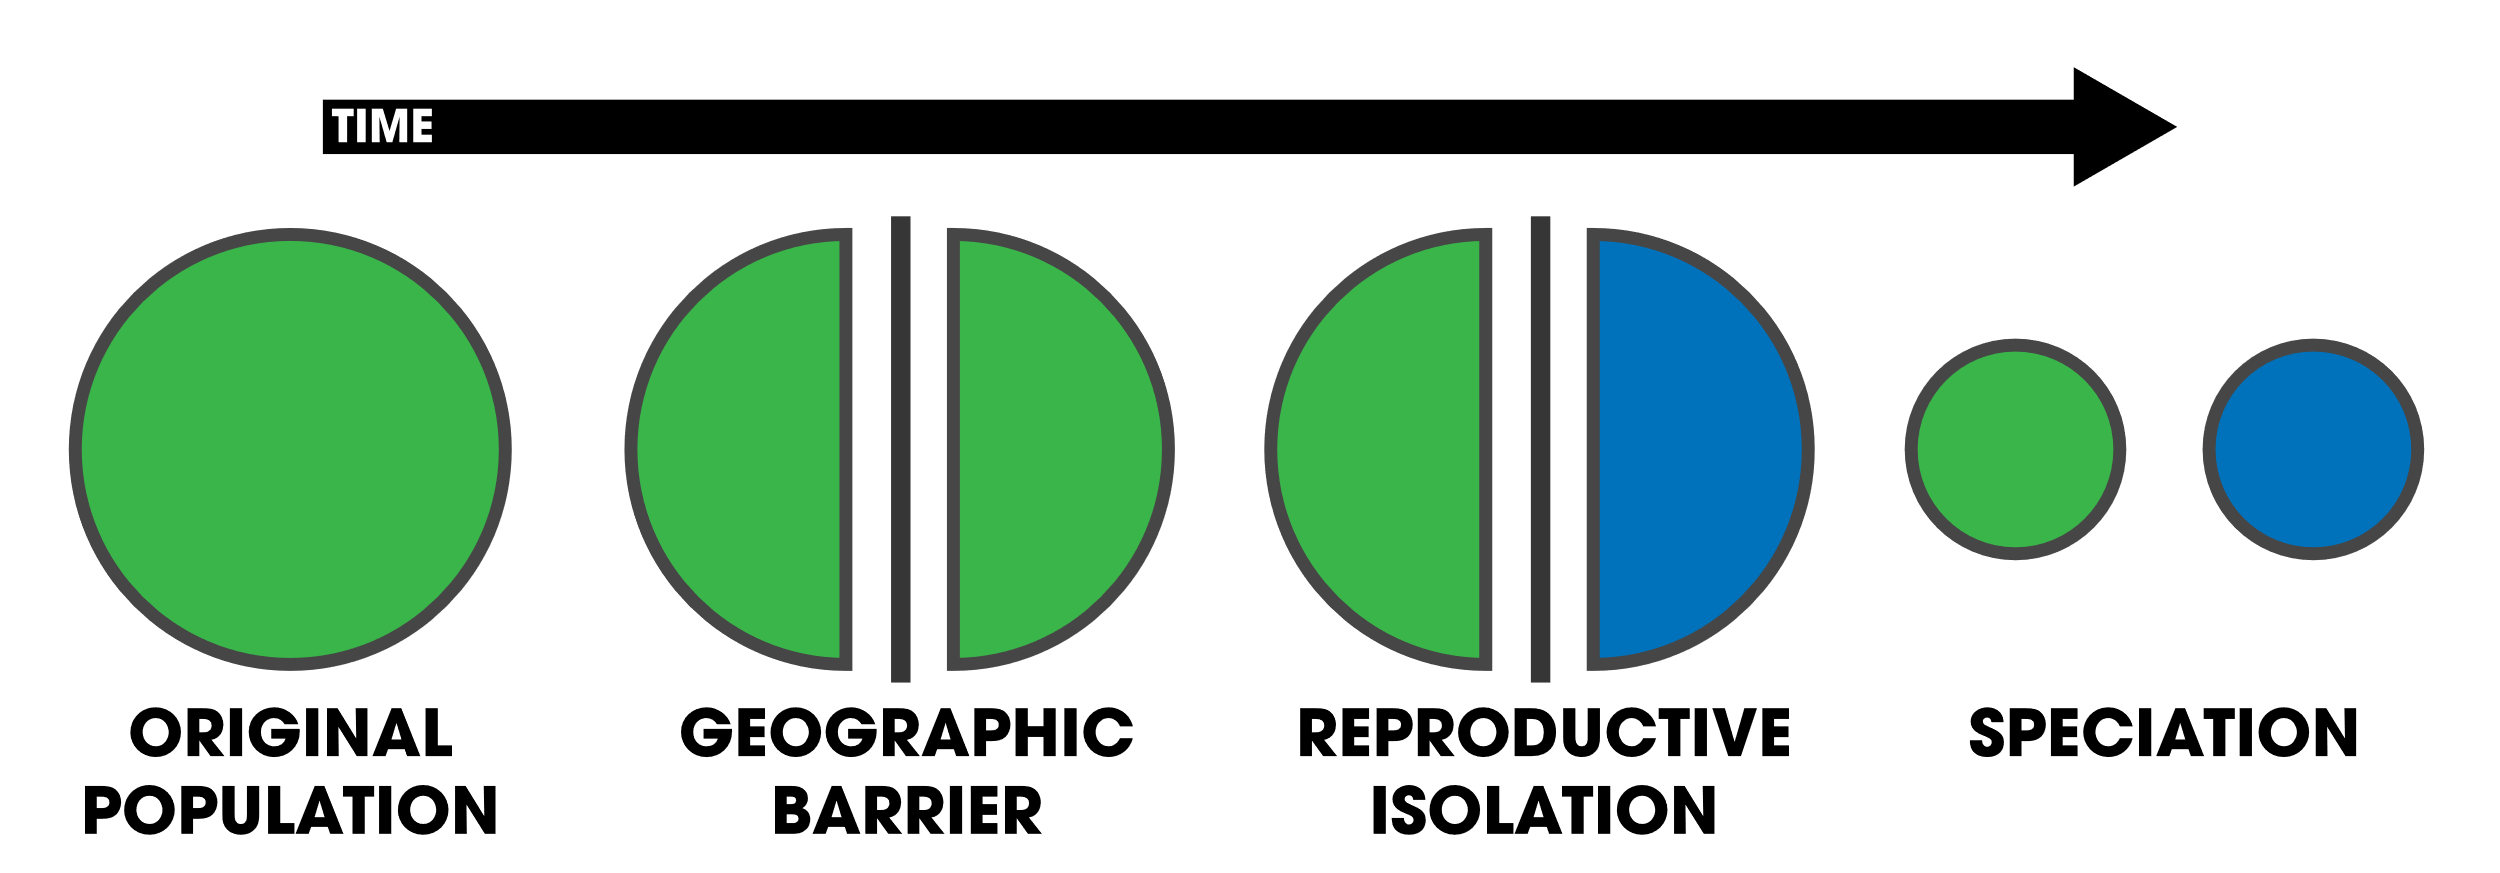 TIME
ORIGINAL
POPULATION
GEOGRAPHIC
BARRIER
REPRODUCTIVE
ISOLATION
SPECIATION